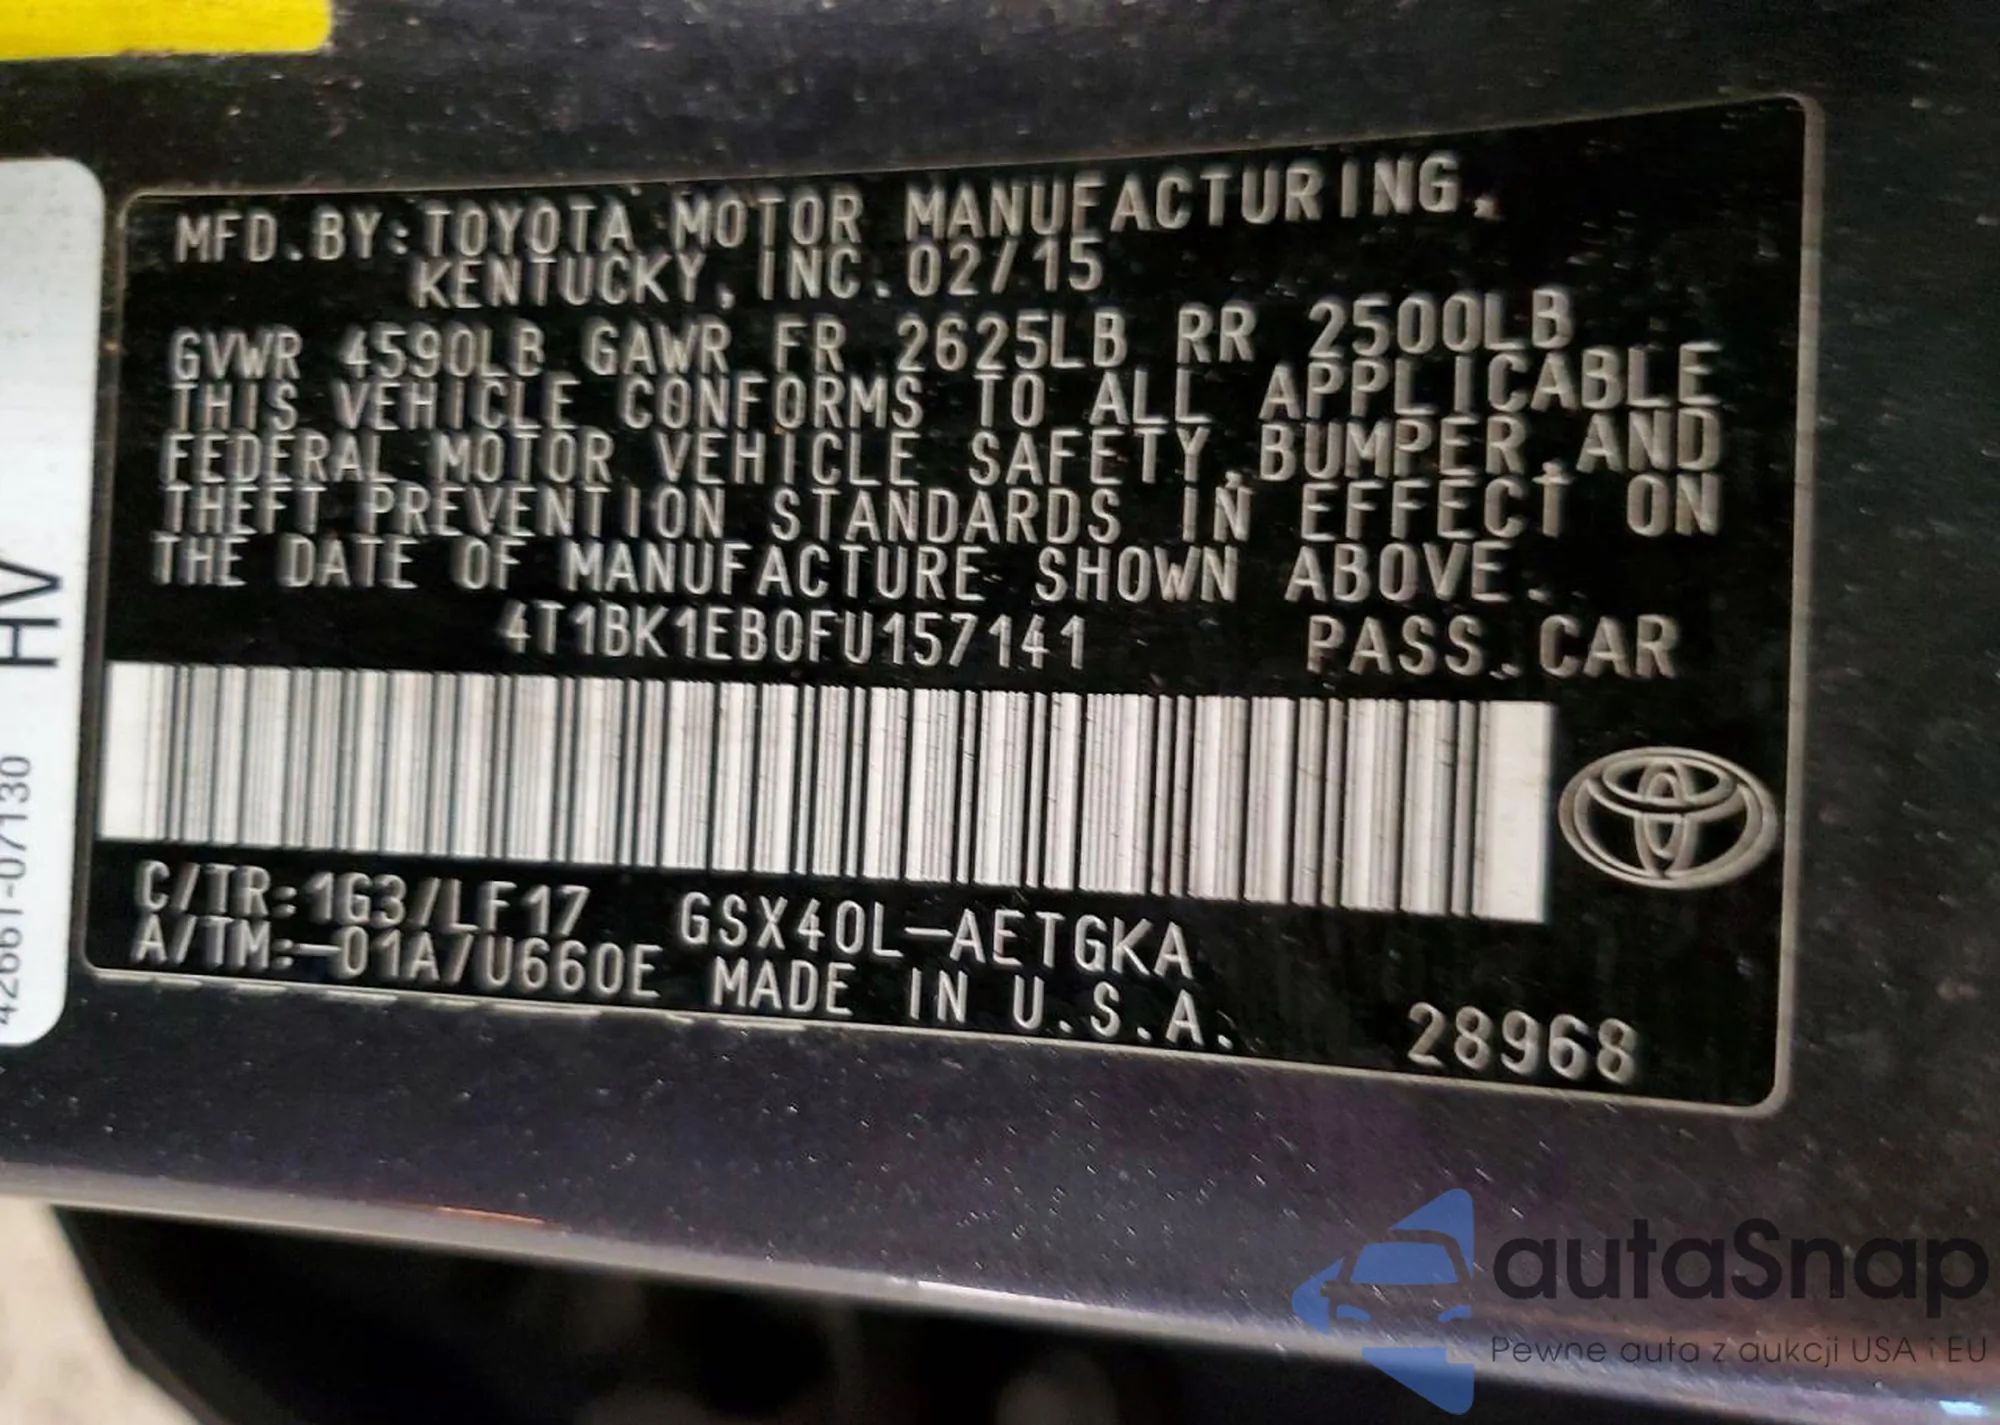 MFD.BY:TOYOTA MOTOR MANUFACTURING,
KENTUCKY, INC. 02/15
GVWR 4590LB GAWR FR 2625LB RR 2500LB
THIS VEHICLE CONFORMS TO ALL APPLICABLE
FEDERAL MOTOR VEHICLE SAFETY,BUMPER,AND
THEFT PREVENTION STANDARDS IN EFFECT ON
THE DATE OF MANUFACTURE SHOWN ABOVE.
4T1BK1EB0FU157141 PASS.CAR
C/TR:1G3/LF17 GSX40L-AETGKA
A/TM:-01A/U660E MADE IN U.S.A. 28968
HV
42661-07130
autaSnap
Pewne auta z aukcji USA i EU